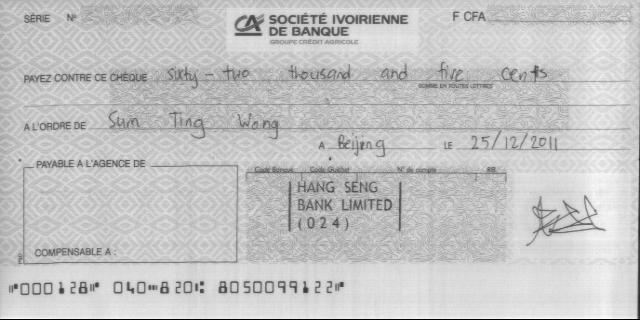 SÉRIE N°
SOCIÉTÉ IVOIRIENNE
DE BANQUE
GROUPE CRÉDIT AGRICOLE
F CFA
PAYEZ CONTRE CE CHÈQUE sixty-two thousand and five cents
SOMME EN TOUTES LETTRES
A L'ORDRE DE Sum Ting Wong
A Beijing LE 25/12/2011
PAYABLE A L'AGENCE DE
Code Banque Code Guichet N° de compte RIB
HANG SENG
BANK LIMITED
(024)
COMPENSABLE A :
⑈000128⑈ 040⑉820⑆ 8050099122⑈